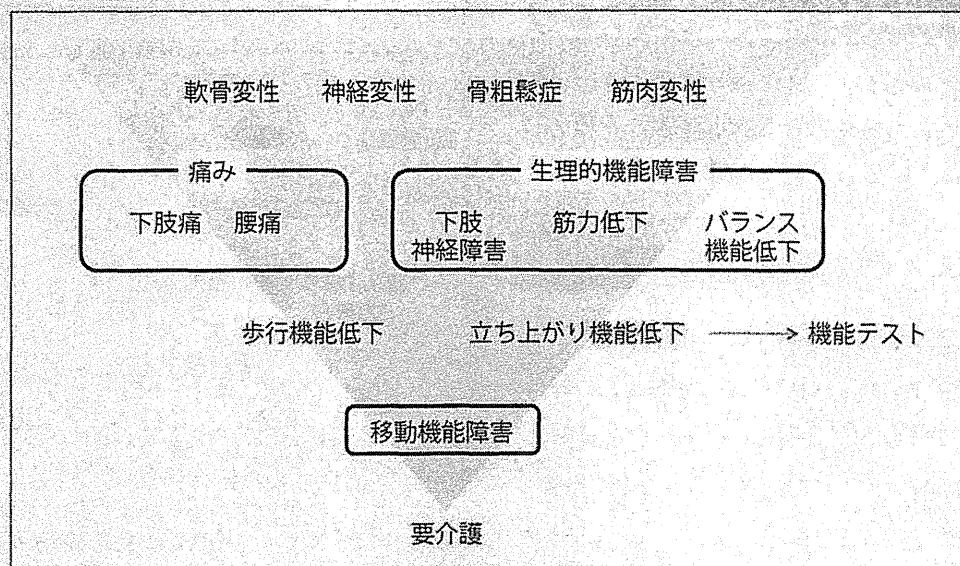 軟骨変性 神経変性 骨粗鬆症 筋肉変性
痛み
下肢痛 腰痛
生理的機能障害
下肢
神経障害
筋力低下
バランス
機能低下
歩行機能低下 立ち上がり機能低下 → 機能テスト
移動機能障害
要介護